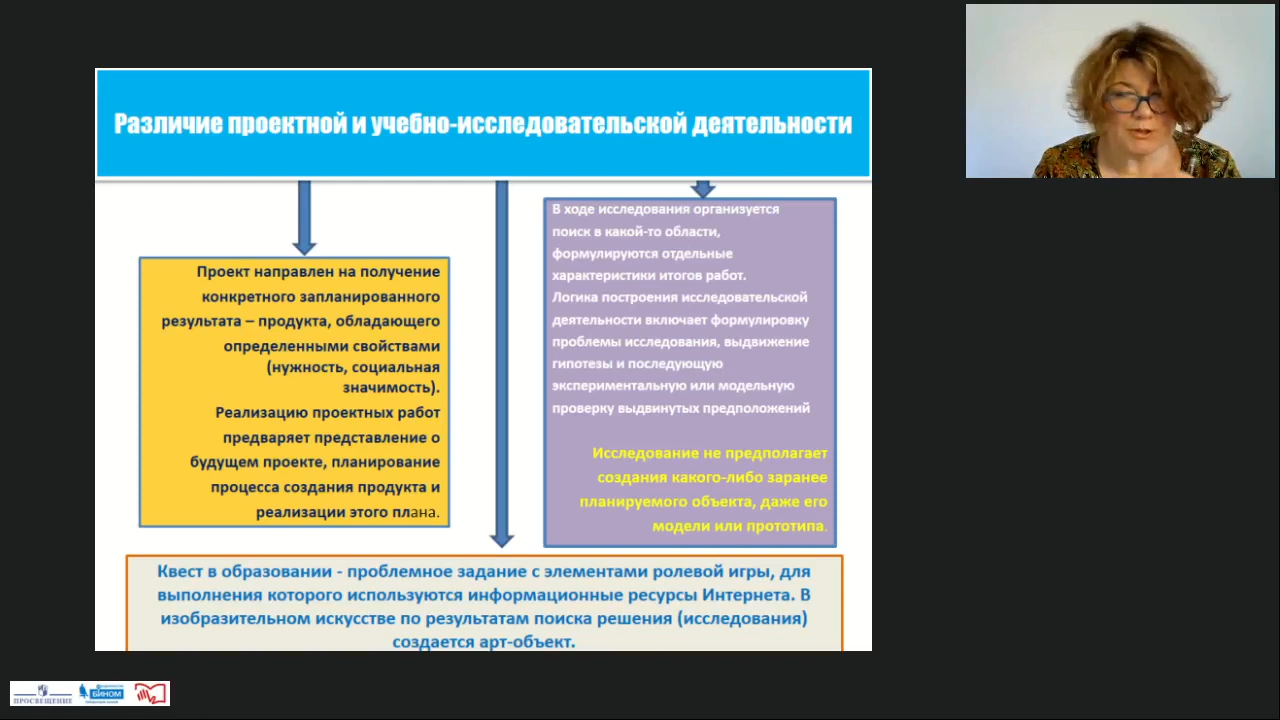 Различие проектной и учебно-исследовательской деятельности
Проект направлен на получение
конкретного запланированного
результата – продукта, обладающего
определенными свойствами
(нужность, социальная
значимость).
Реализацию проектных работ
предваряет представление о
будущем проекте, планирование
процесса создания продукта и
реализации этого плана.
В ходе исследования организуется
поиск в какой-то области,
формулируются отдельные
характеристики итогов работ.
Логика построения исследовательской
деятельности включает формулировку
проблемы исследования, выдвижение
гипотезы и последующую
экспериментальную или модельную
проверку выдвинутых предположений
Исследование не предполагает
создания какого-либо заранее
планируемого объекта, даже его
модели или прототипа.
Квест в образовании - проблемное задание с элементами ролевой игры, для
выполнения которого используются информационные ресурсы Интернета. В
изобразительном искусстве по результатам поиска решения (исследования)
создается арт-объект.
ПРОСВЕЩЕНИЕ
БИНОМ